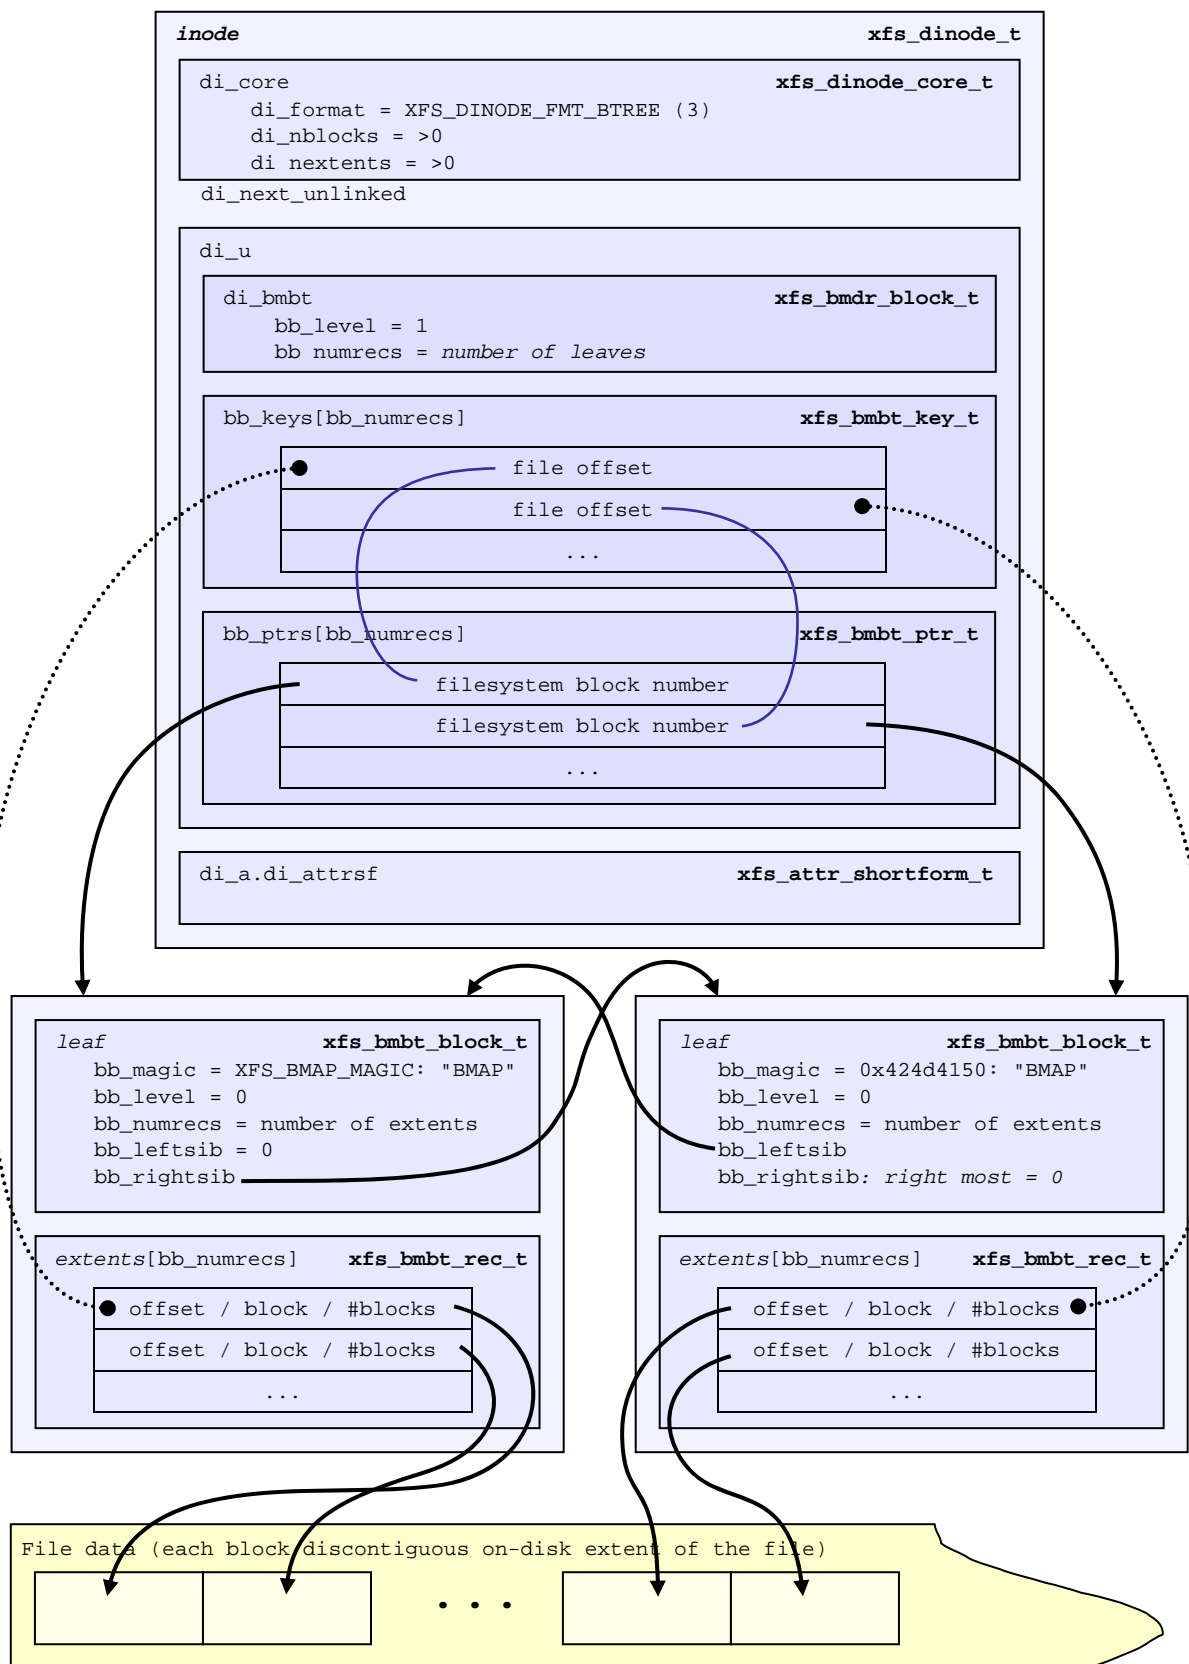 inode xfs_dinode_t
di_core xfs_dinode_core_t
di_format = XFS_DINODE_FMT_BTREE (3)
di_nblocks = >0
di nextents = >0
di_next_unlinked
di_u
di_bmbt xfs_bmdr_block_t
bb_level = 1
bb numrecs = number of leaves
bb_keys[bb_numrecs] xfs_bmbt_key_t
file offset
file offset
...
bb_ptrs[bb_numrecs] xfs_bmbt_ptr_t
filesystem block number
filesystem block number
...
di_a.di_attrsf xfs_attr_shortform_t
leaf xfs_bmbt_block_t
bb_magic = XFS_BMAP_MAGIC: "BMAP"
bb_level = 0
bb_numrecs = number of extents
bb_leftsib = 0
bb_rightsib
extents[bb_numrecs] xfs_bmbt_rec_t
offset / block / #blocks
offset / block / #blocks
...
leaf xfs_bmbt_block_t
bb_magic = 0x424d4150: "BMAP"
bb_level = 0
bb_numrecs = number of extents
bb_leftsib
bb_rightsib: right most = 0
extents[bb_numrecs] xfs_bmbt_rec_t
offset / block / #blocks
offset / block / #blocks
...
File data (each block discontiguous on-disk extent of the file)
. . .